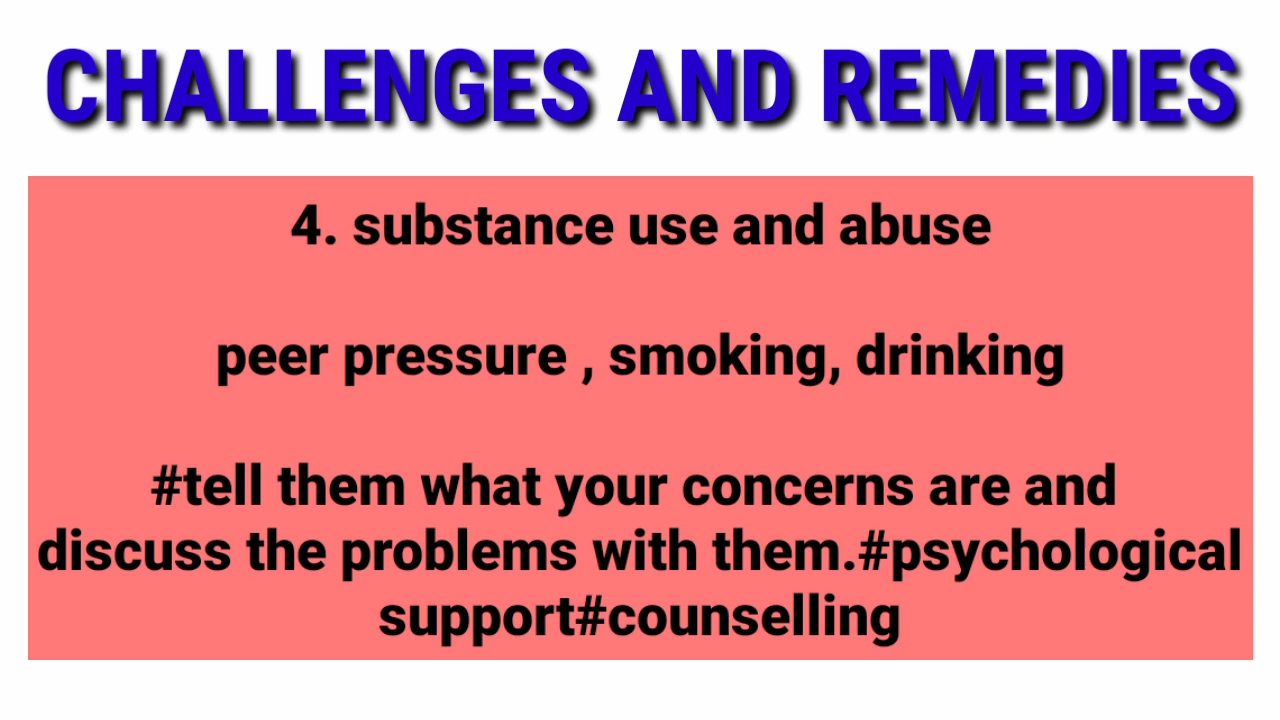 CHALLENGES AND REMEDIES
4. substance use and abuse
peer pressure , smoking, drinking
#tell them what your concerns are and
discuss the problems with them.#psychological
support#counselling